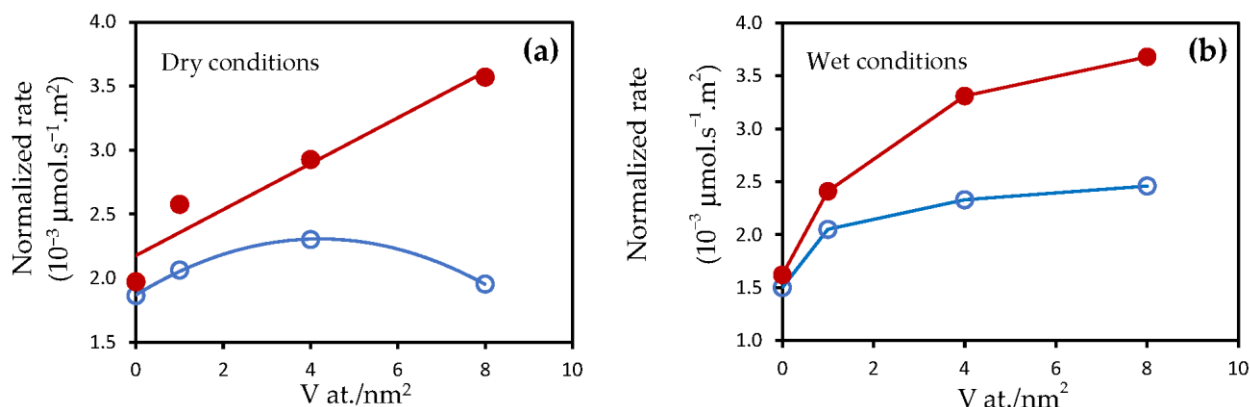 (a)
Dry conditions
Normalized rate
(10⁻³ µmol.s⁻¹.m²)
4.0
3.5
3.0
2.5
2.0
1.5
0 2 4 6 8 10
V at./nm²
(b)
Wet conditions
Normalized rate
(10⁻³ µmol.s⁻¹.m²)
4.0
3.5
3.0
2.5
2.0
1.5
1.0
0 2 4 6 8 10
V at./nm²